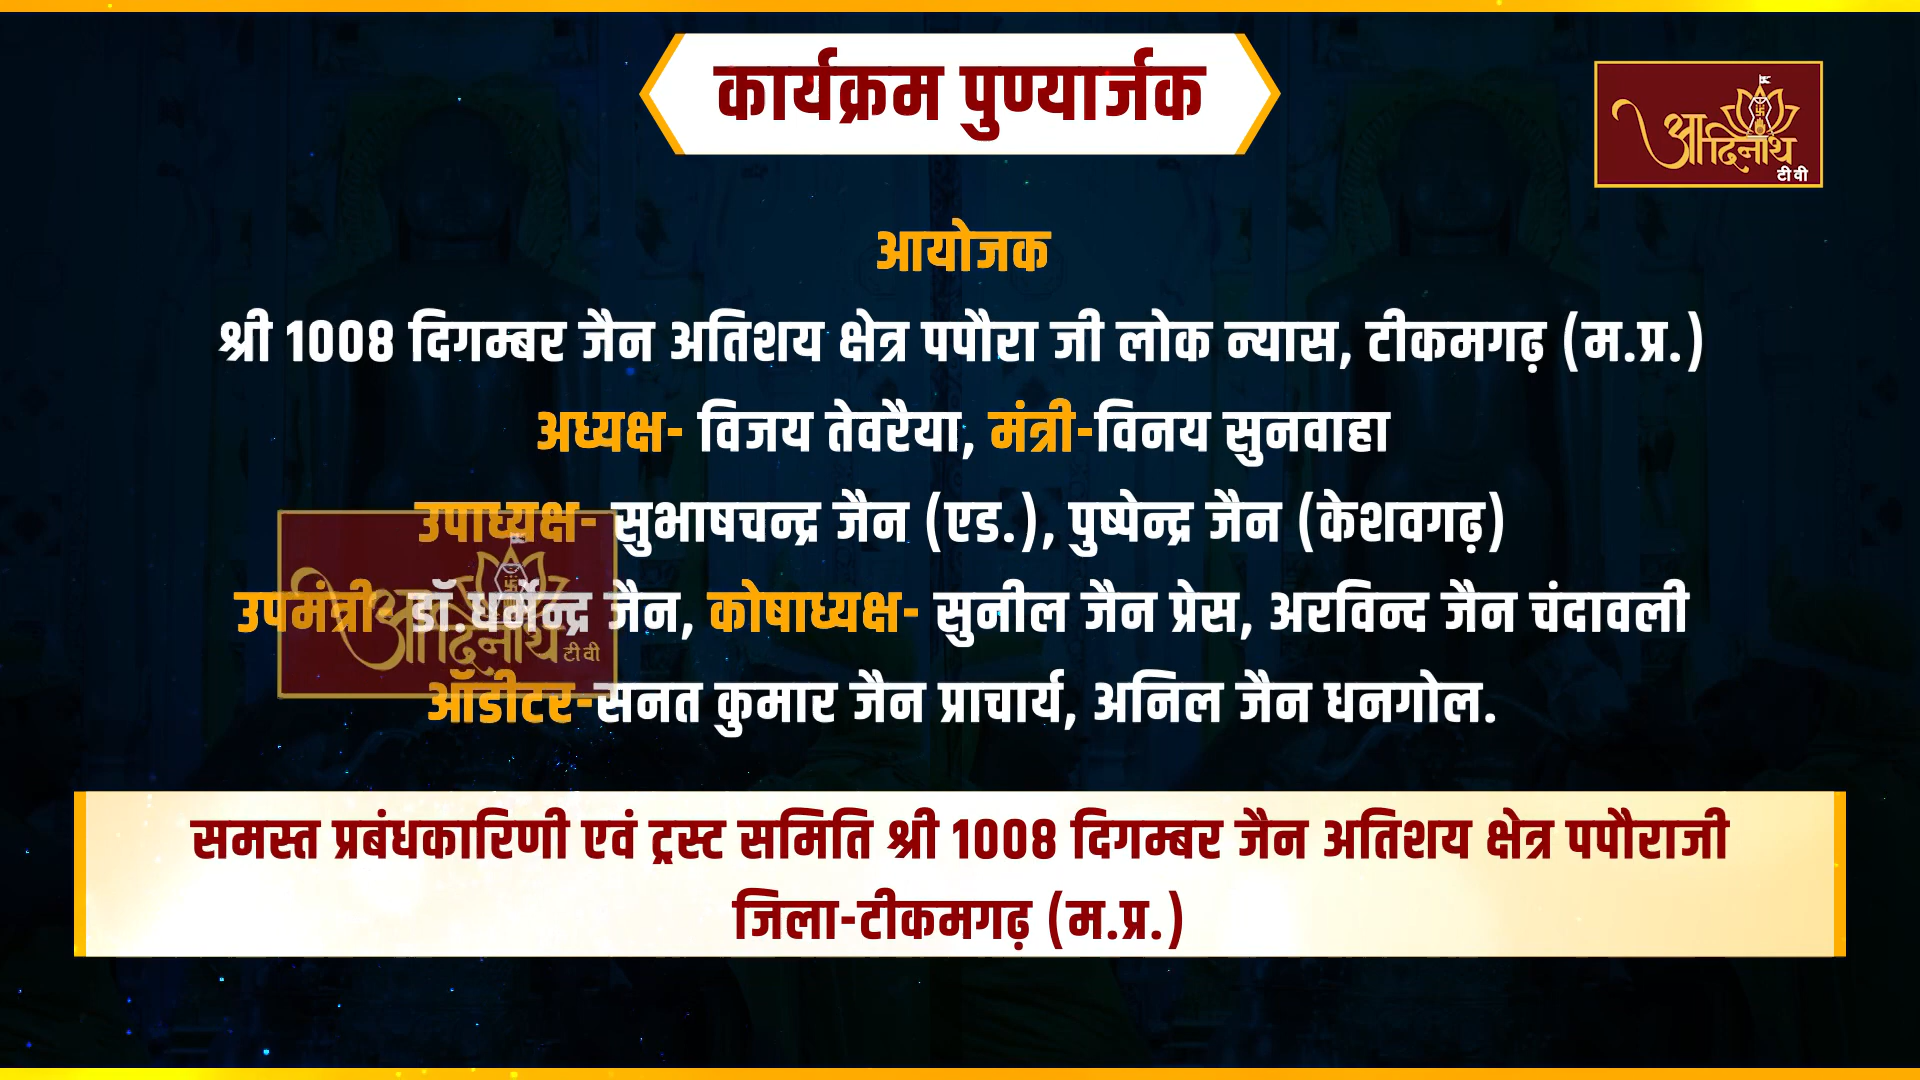 कार्यक्रम पुण्यार्जक
आदिनाथ
टी वी
आयोजक
श्री 1008 दिगम्बर जैन अतिशय क्षेत्र पपौरा जी लोक न्यास, टीकमगढ़ (म.प्र.)
अध्यक्ष- विजय तेवरैया, मंत्री-विनय सुनवाहा
उपाध्यक्ष- सुभाषचन्द्र जैन (एड.), पुष्पेन्द्र जैन (केशवगढ़)
उपमंत्री- डॉ.धर्मेन्द्र जैन, कोषाध्यक्ष- सुनील जैन प्रेस, अरविन्द जैन चंदावली
आदिनाथ टी वी
ऑडीटर-सनत कुमार जैन प्राचार्य, अनिल जैन धनगोल.
समस्त प्रबंधकारिणी एवं ट्रस्ट समिति श्री 1008 दिगम्बर जैन अतिशय क्षेत्र पपौराजी
जिला-टीकमगढ़ (म.प्र.)